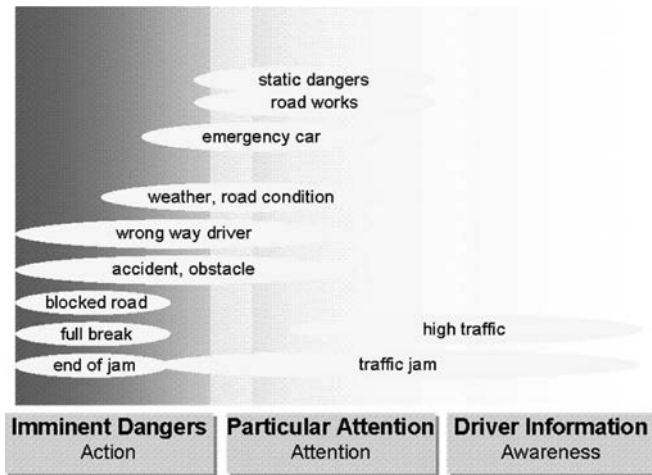 static dangers
road works
emergency car
weather, road condition
wrong way driver
accident, obstacle
blocked road
full break
high traffic
end of jam
traffic jam
Imminent Dangers
Action
Particular Attention
Attention
Driver Information
Awareness